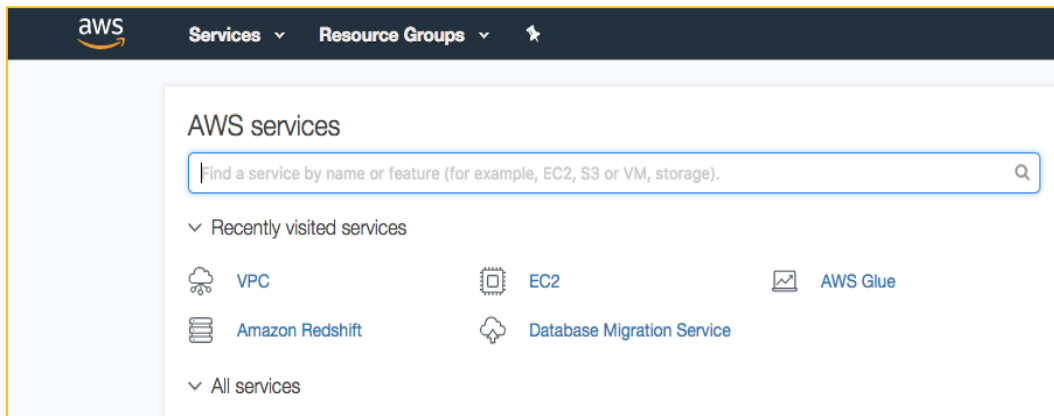 aws Services Resource Groups
AWS services
Find a service by name or feature (for example, EC2, S3 or VM, storage).
Recently visited services
VPC EC2 AWS Glue
Amazon Redshift Database Migration Service
All services